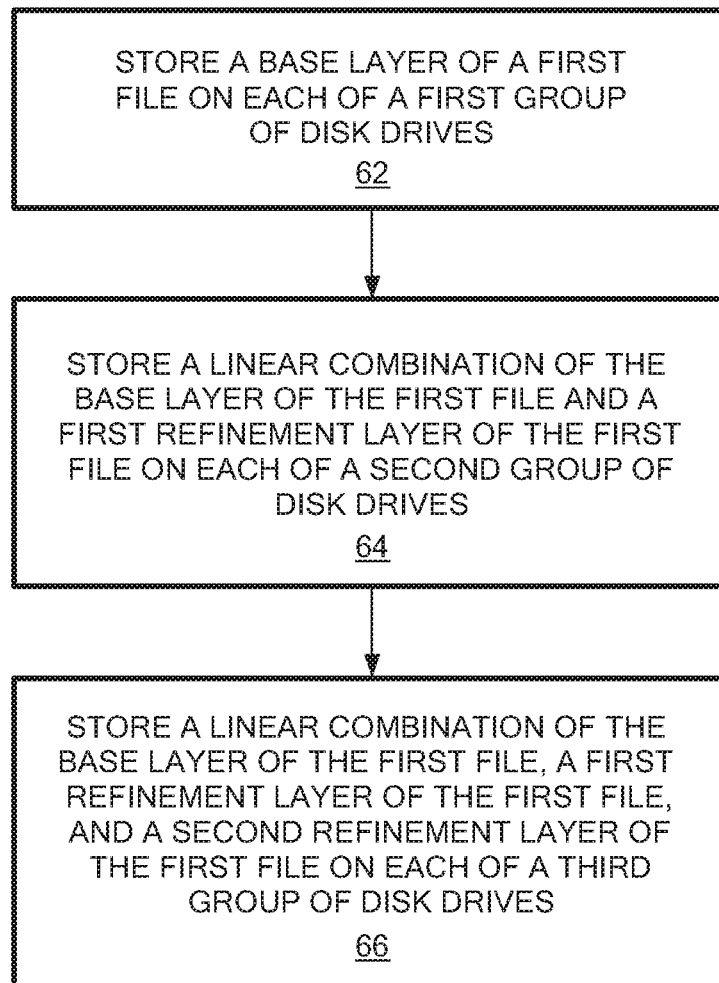 STORE A BASE LAYER OF A FIRST
FILE ON EACH OF A FIRST GROUP
OF DISK DRIVES
62
STORE A LINEAR COMBINATION OF THE
BASE LAYER OF THE FIRST FILE AND A
FIRST REFINEMENT LAYER OF THE FIRST
FILE ON EACH OF A SECOND GROUP OF
DISK DRIVES
64
STORE A LINEAR COMBINATION OF THE
BASE LAYER OF THE FIRST FILE, A FIRST
REFINEMENT LAYER OF THE FIRST FILE,
AND A SECOND REFINEMENT LAYER OF
THE FIRST FILE ON EACH OF A THIRD
GROUP OF DISK DRIVES
66